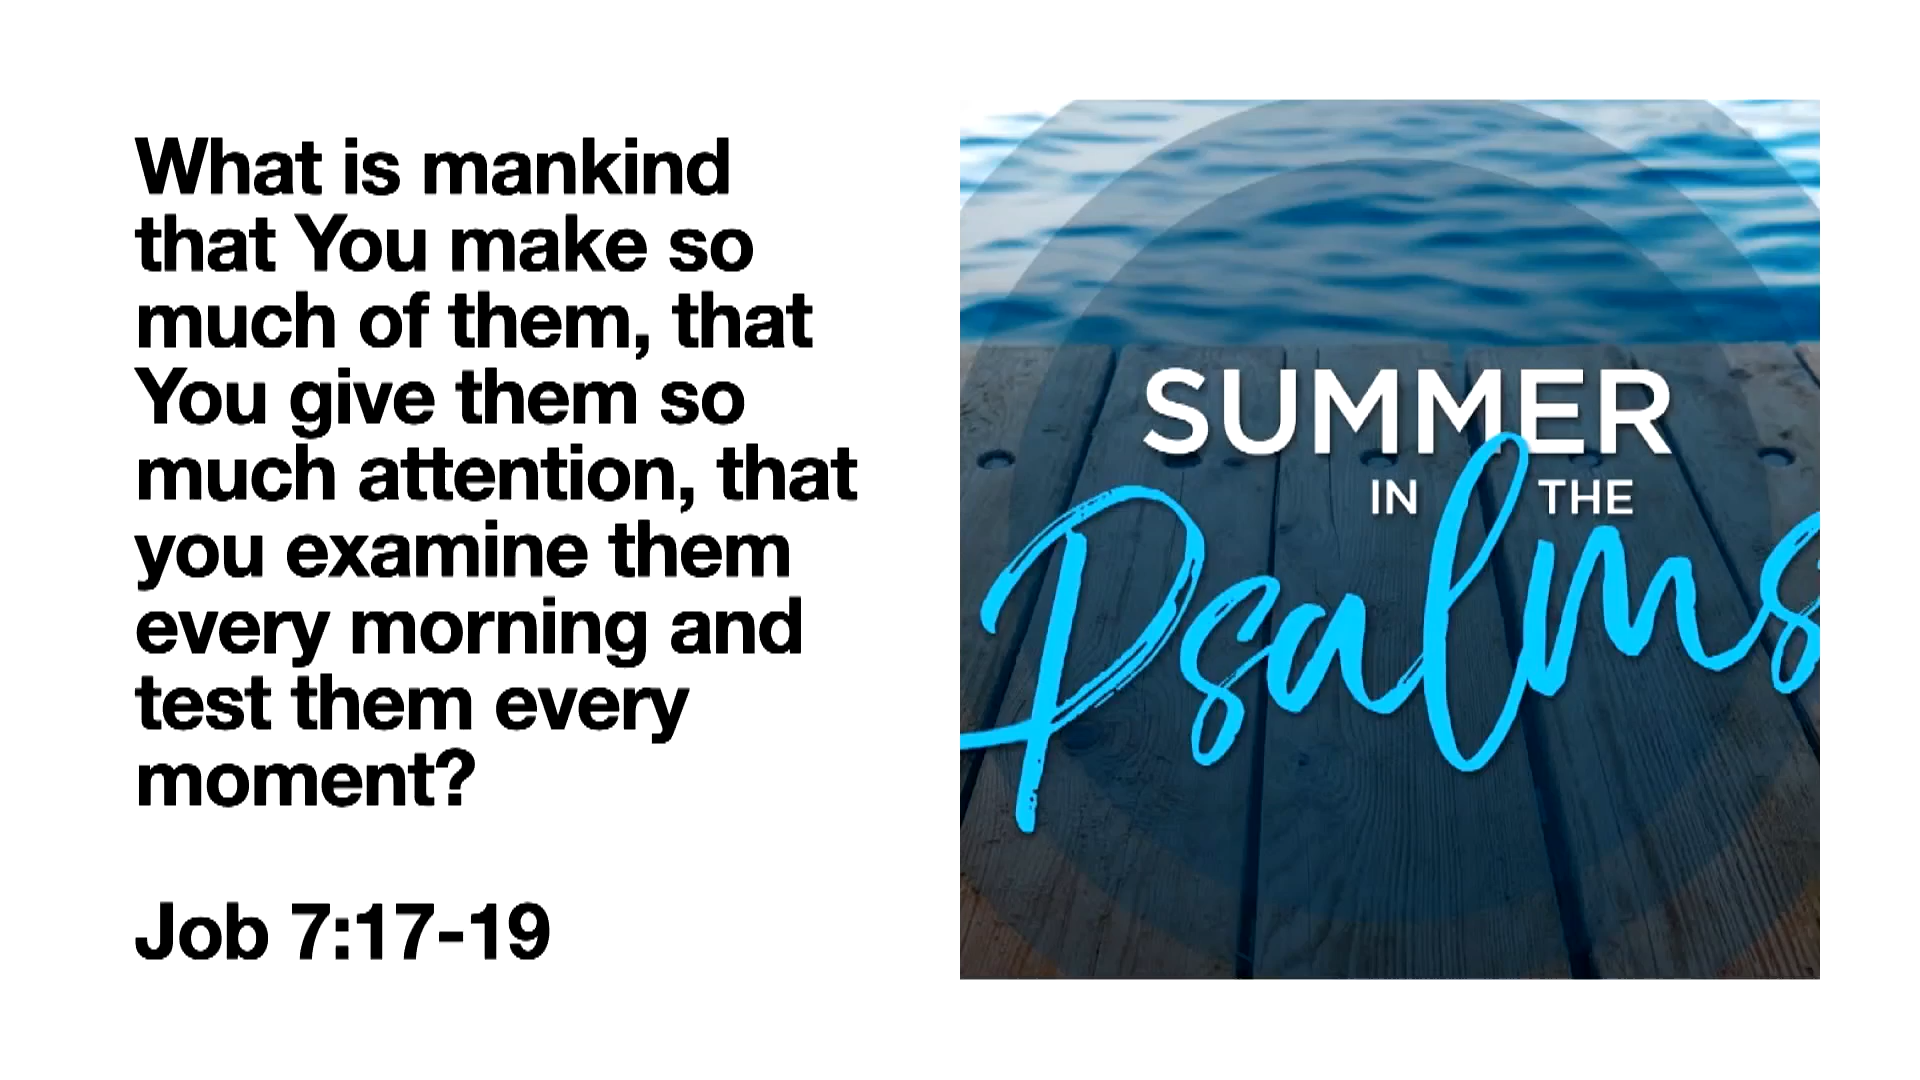 What is mankind
that You make so
much of them, that
You give them so
much attention, that
you examine them
every morning and
test them every
moment?
Job 7:17-19
SUMMER
IN THE
Psalms